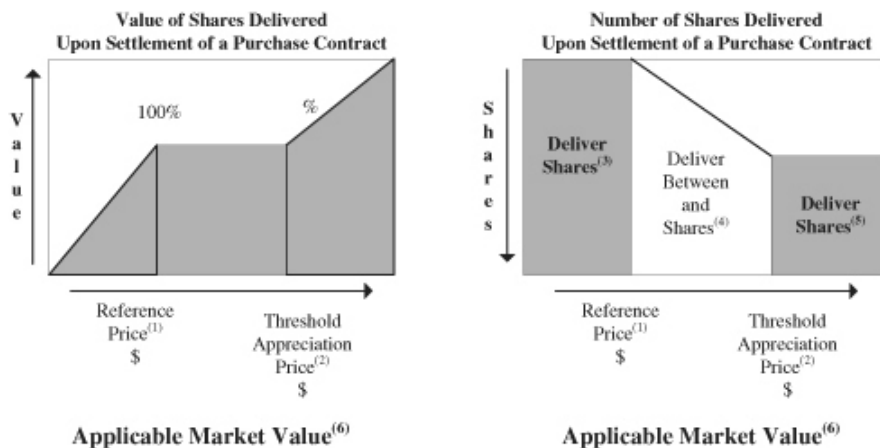 Value of Shares Delivered
Upon Settlement of a Purchase Contract
Value
100%
%
Reference
Price(1)
$
Threshold
Appreciation
Price(2)
$
Applicable Market Value(6)
Number of Shares Delivered
Upon Settlement of a Purchase Contract
Shares
Deliver
Shares(3)
Deliver
Between
and
Shares(4)
Deliver
Shares(5)
Reference
Price(1)
$
Threshold
Appreciation
Price(2)
$
Applicable Market Value(6)